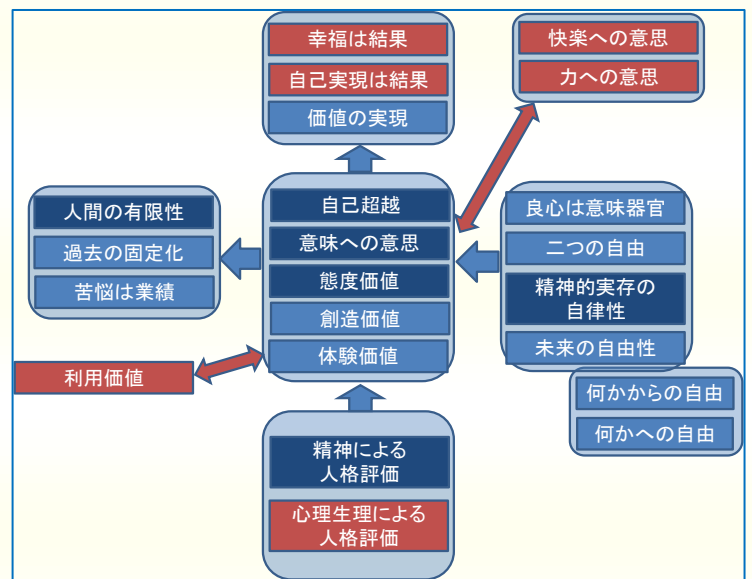 幸福は結果
自己実現は結果
価値の実現
快楽への意思
力への意思
人間の有限性
過去の固定化
苦悩は業績
自己超越
意味への意思
態度価値
創造価値
体験価値
良心は意味器官
二つの自由
精神的実存の
自律性
未来の自由性
何かからの自由
何かへの自由
利用価値
精神による
人格評価
心理生理による
人格評価